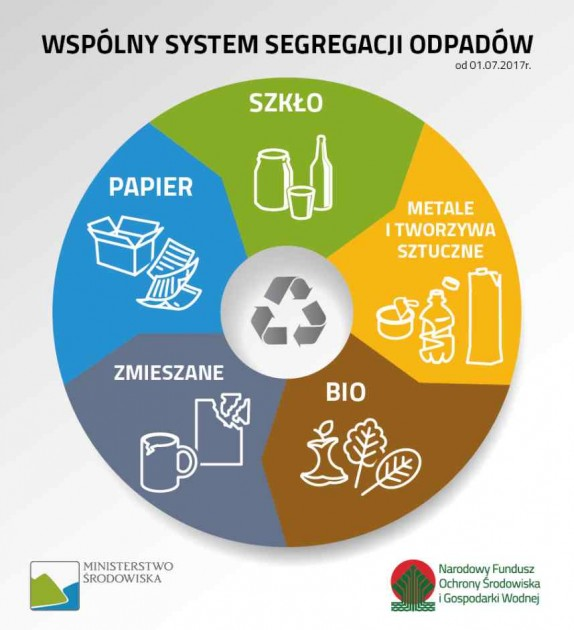 WSPÓLNY SYSTEM SEGREGACJI ODPADÓW
od 01.07.2017r.
SZKŁO
PAPIER
METALE
I TWORZYWA
SZTUCZNE
ZMIESZANE
BIO
MINISTERSTWO
ŚRODOWISKA
Narodowy Fundusz
Ochrony Środowiska
i Gospodarki Wodnej